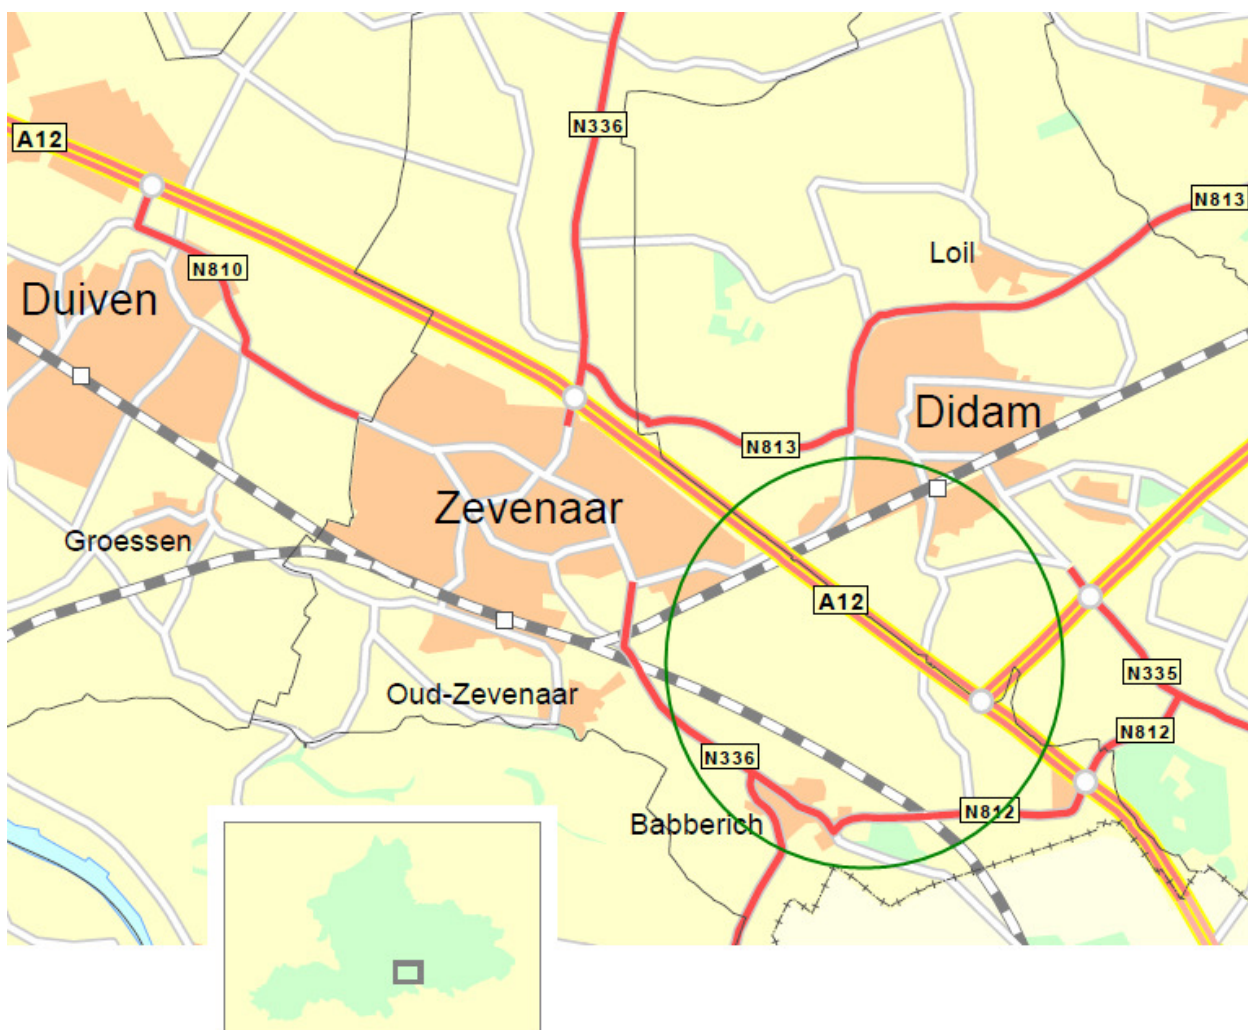 N336
A12
N813
Loil
N810
Duiven
Didam
N813
Zevenaar
Groessen
A12
N335
Oud-Zevenaar
N812
N336
N812
Babberich